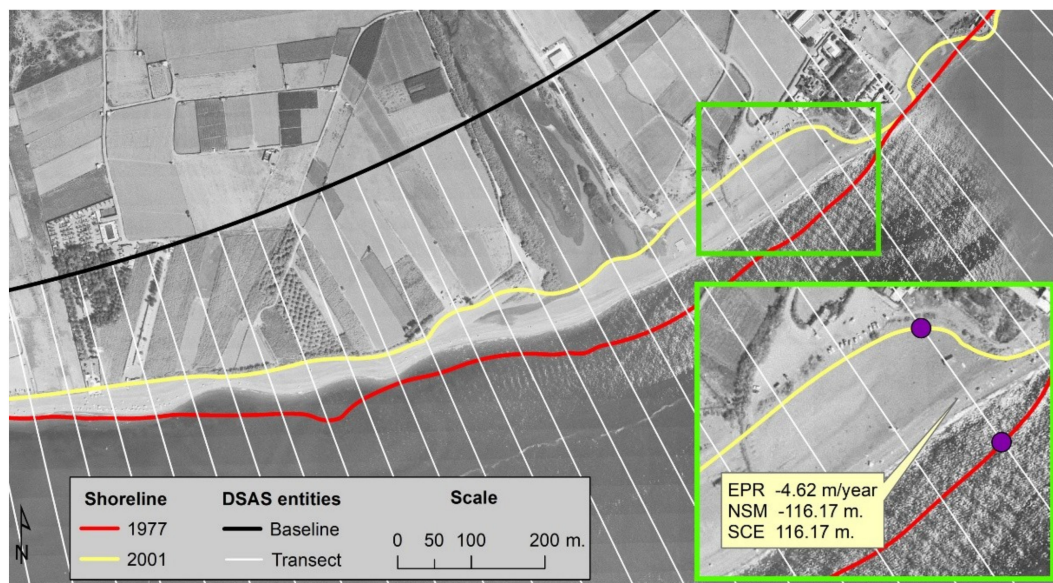 EPR -4.62 m/year
NSM -116.17 m.
SCE 116.17 m.
Shoreline
1977
2001
DSAS entities
Baseline
Transect
Scale
0 50 100 200 m.
N